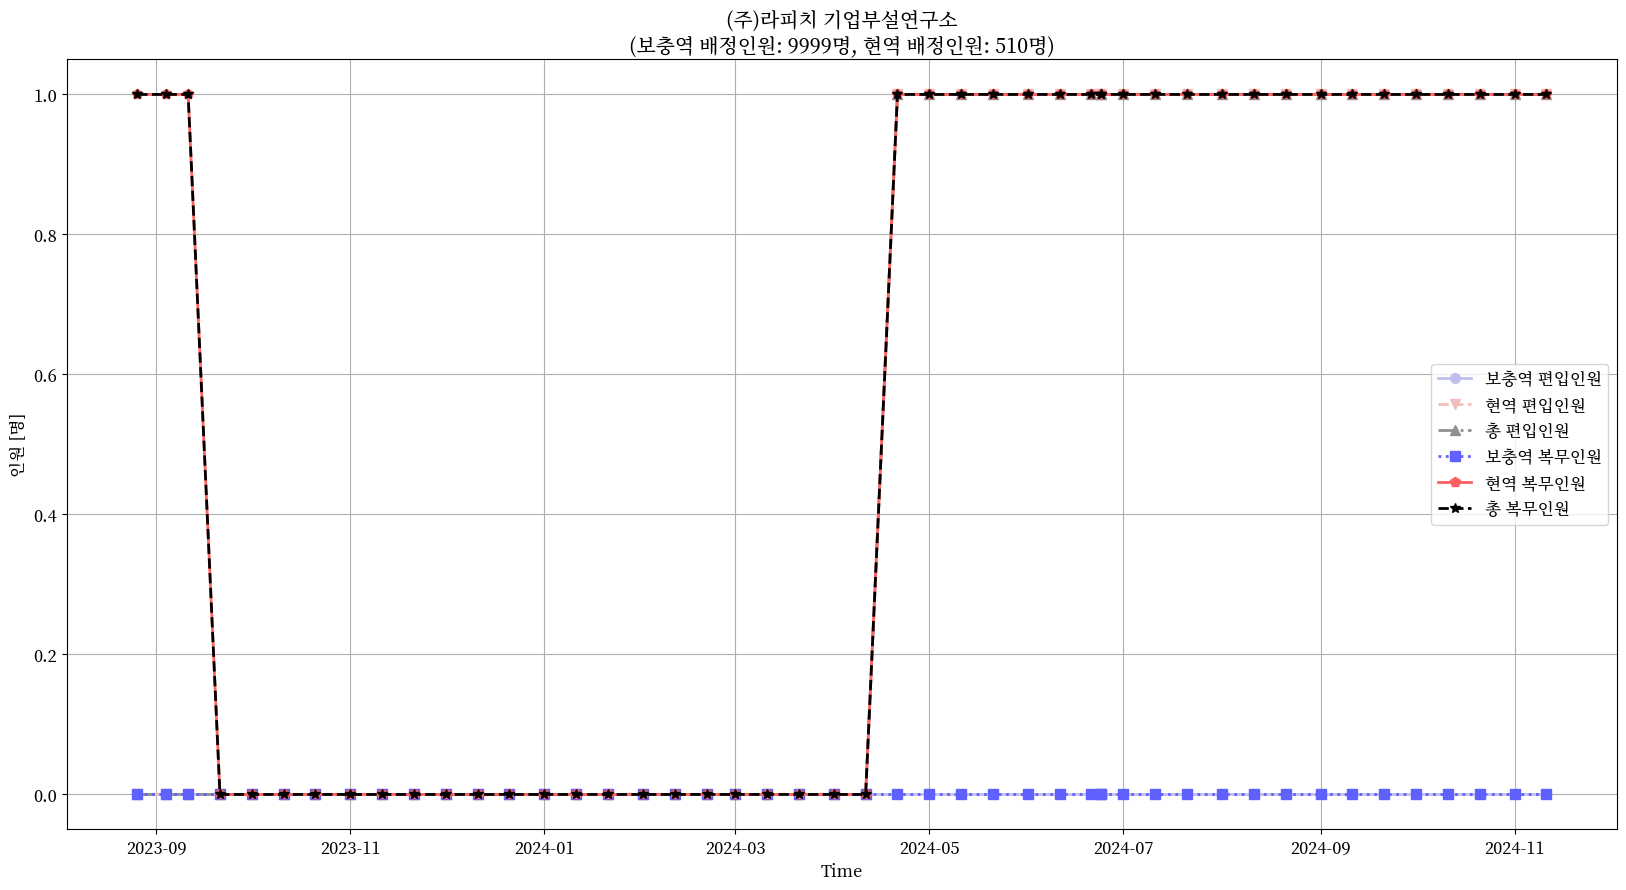 (주)라피치 기업부설연구소
(보충역 배정인원: 9999명, 현역 배정인원: 510명)
인원 [명]
1.0
0.8
0.6
0.4
0.2
0.0
보충역 편입인원
현역 편입인원
총 편입인원
보충역 복무인원
현역 복무인원
총 복무인원
2023-09
2023-11
2024-01
2024-03
2024-05
2024-07
2024-09
2024-11
Time